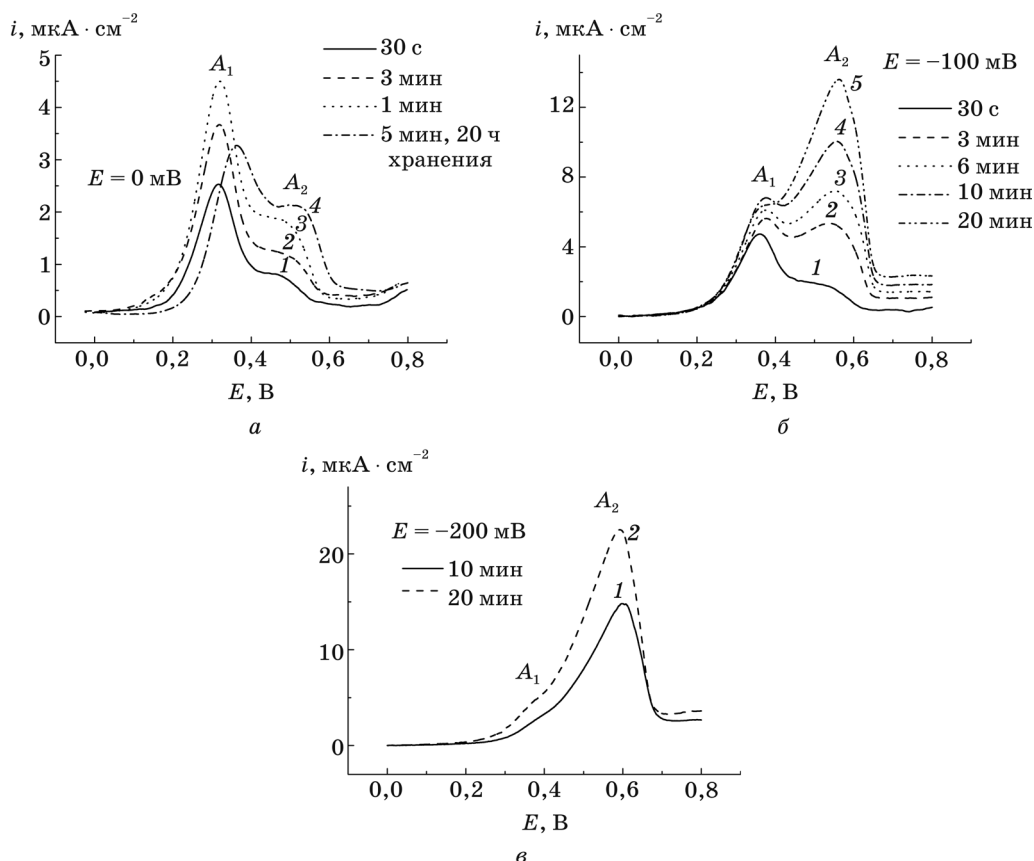 i, мкА · см⁻²
5
4
3
2
1
0
A₁
A₂
E = 0 мВ
30 с
3 мин
1 мин
5 мин, 20 ч
хранения
4
3
2
1
0,0 0,2 0,4 0,6 0,8
E, В
а
i, мкА · см⁻²
12
8
4
0
A₁
A₂
E = −100 мВ
30 с
3 мин
6 мин
10 мин
20 мин
5
4
3
2
1
0,0 0,2 0,4 0,6 0,8
E, В
б
i, мкА · см⁻²
20
10
0
A₁
A₂
E = −200 мВ
10 мин
20 мин
2
1
0,0 0,2 0,4 0,6 0,8
E, В
в